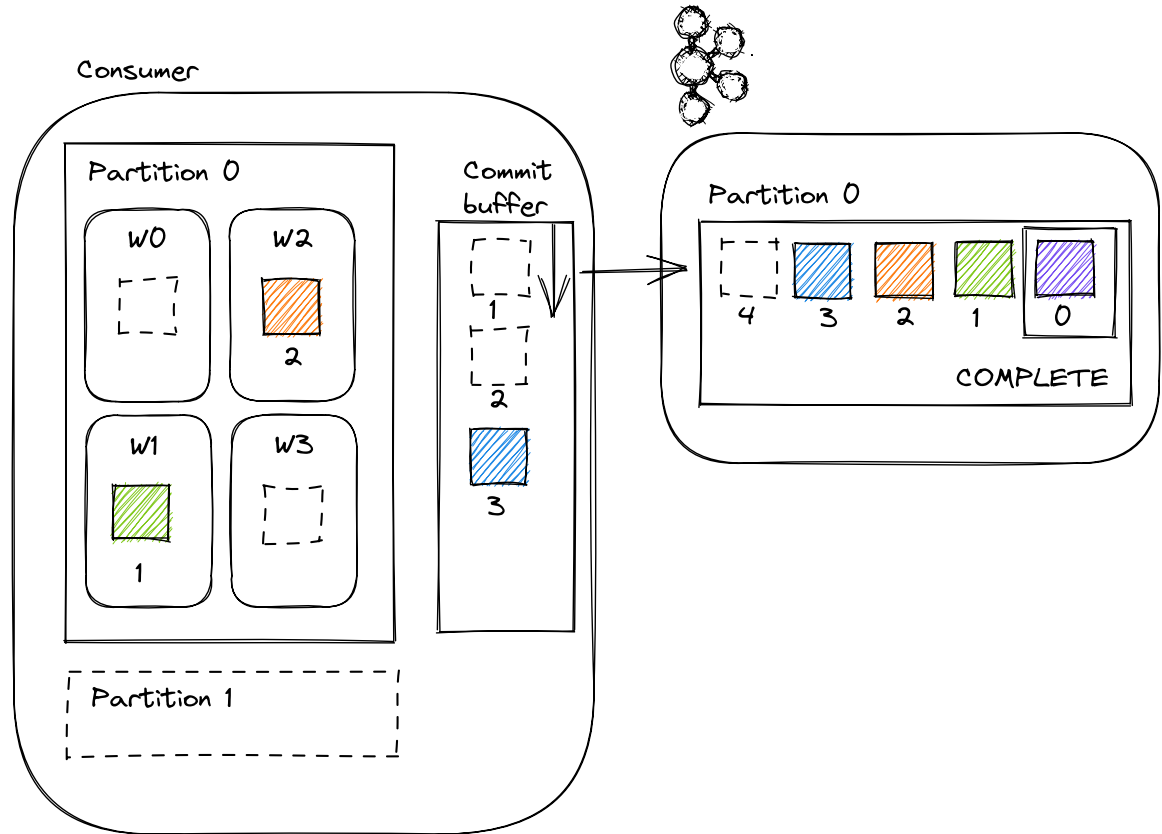 Consumer
Partition 0
W0
W2
2
W1
1
W3
Partition 1
Commit
buffer
1
2
3
Partition 0
4 3 2 1 0
COMPLETE